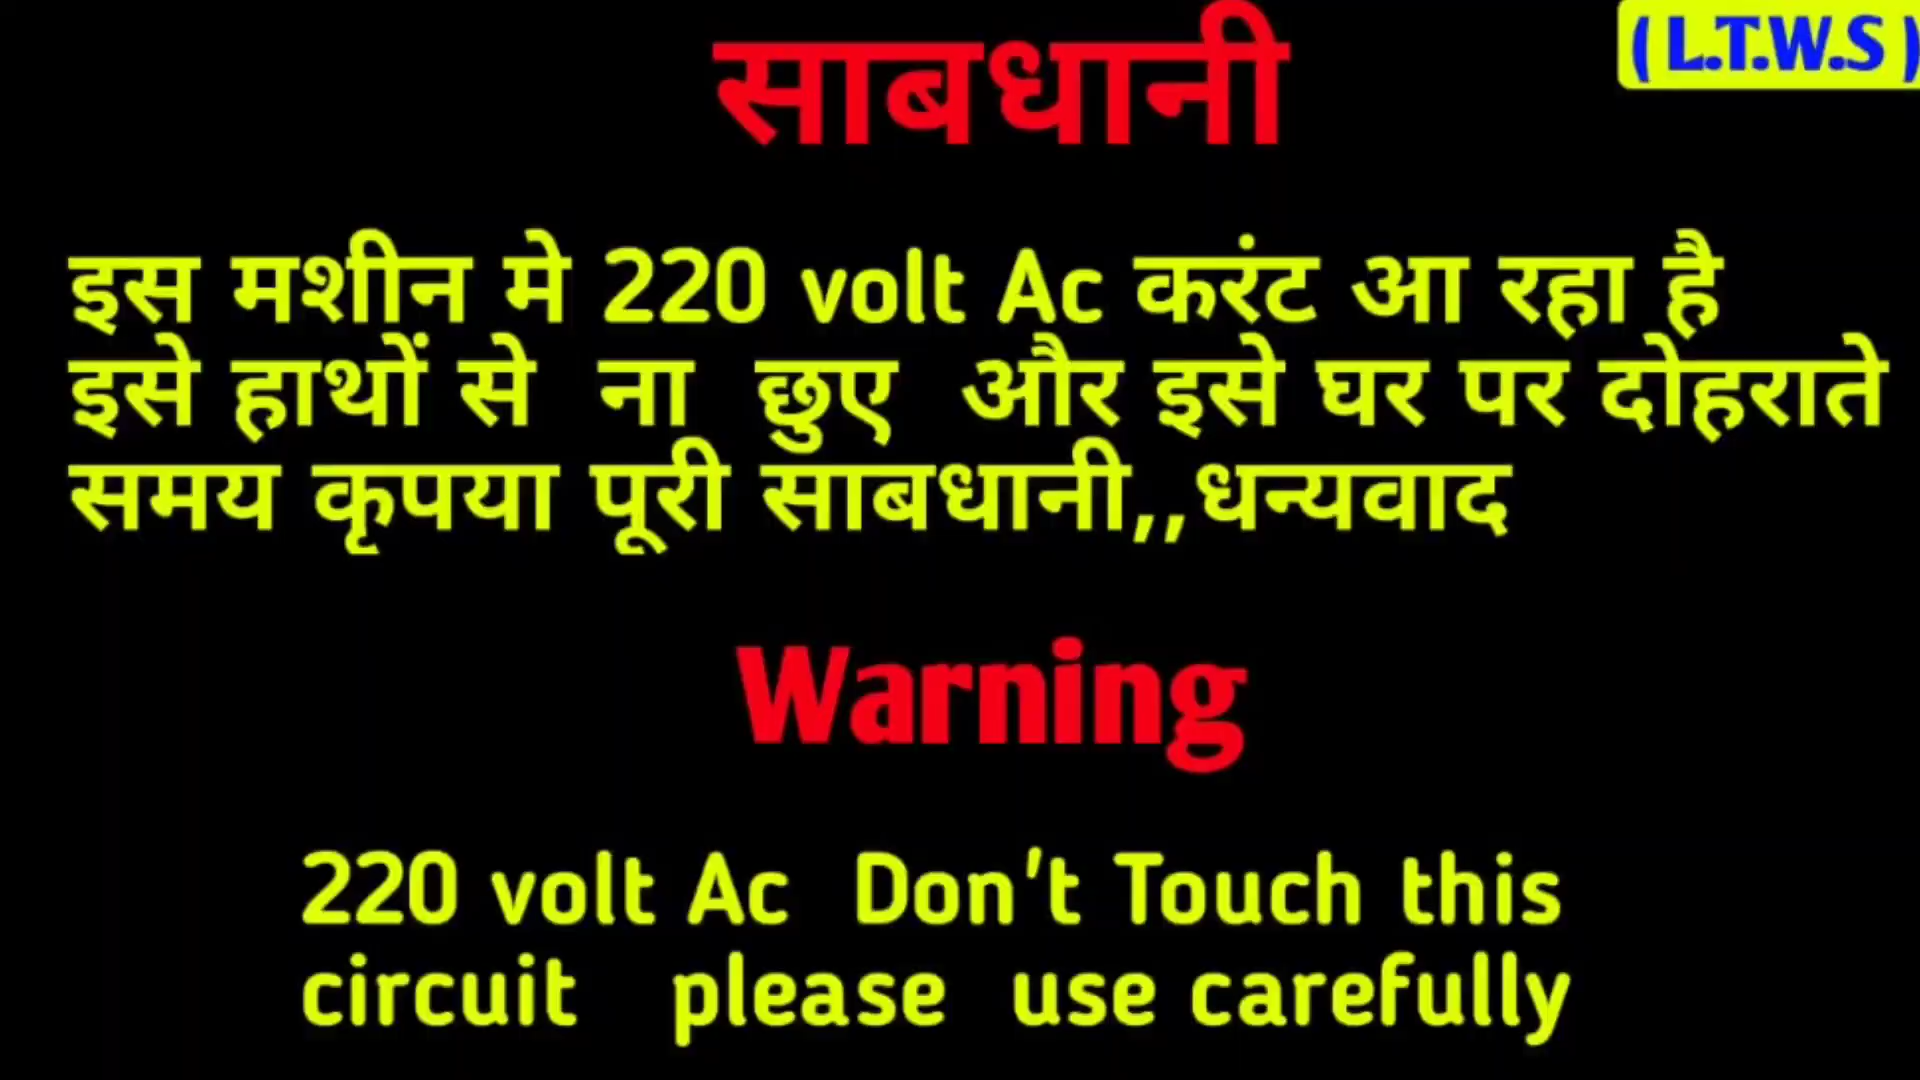 साबधानी
( L.T.W.S )
इस मशीन मे 220 volt Ac करंट आ रहा है
इसे हाथों से ना छुए और इसे घर पर दोहराते
समय कृपया पूरी साबधानी,,धन्यवाद
Warning
220 volt Ac Don't Touch this
circuit please use carefully